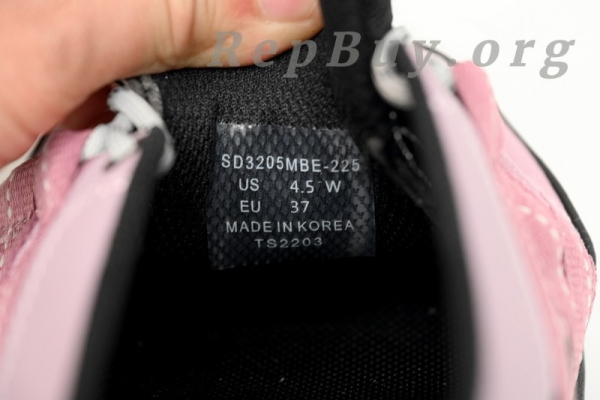 RepBuy.org
SD3205MBE-225
US 4.5 W
EU 37
MADE IN KOREA
TS2203